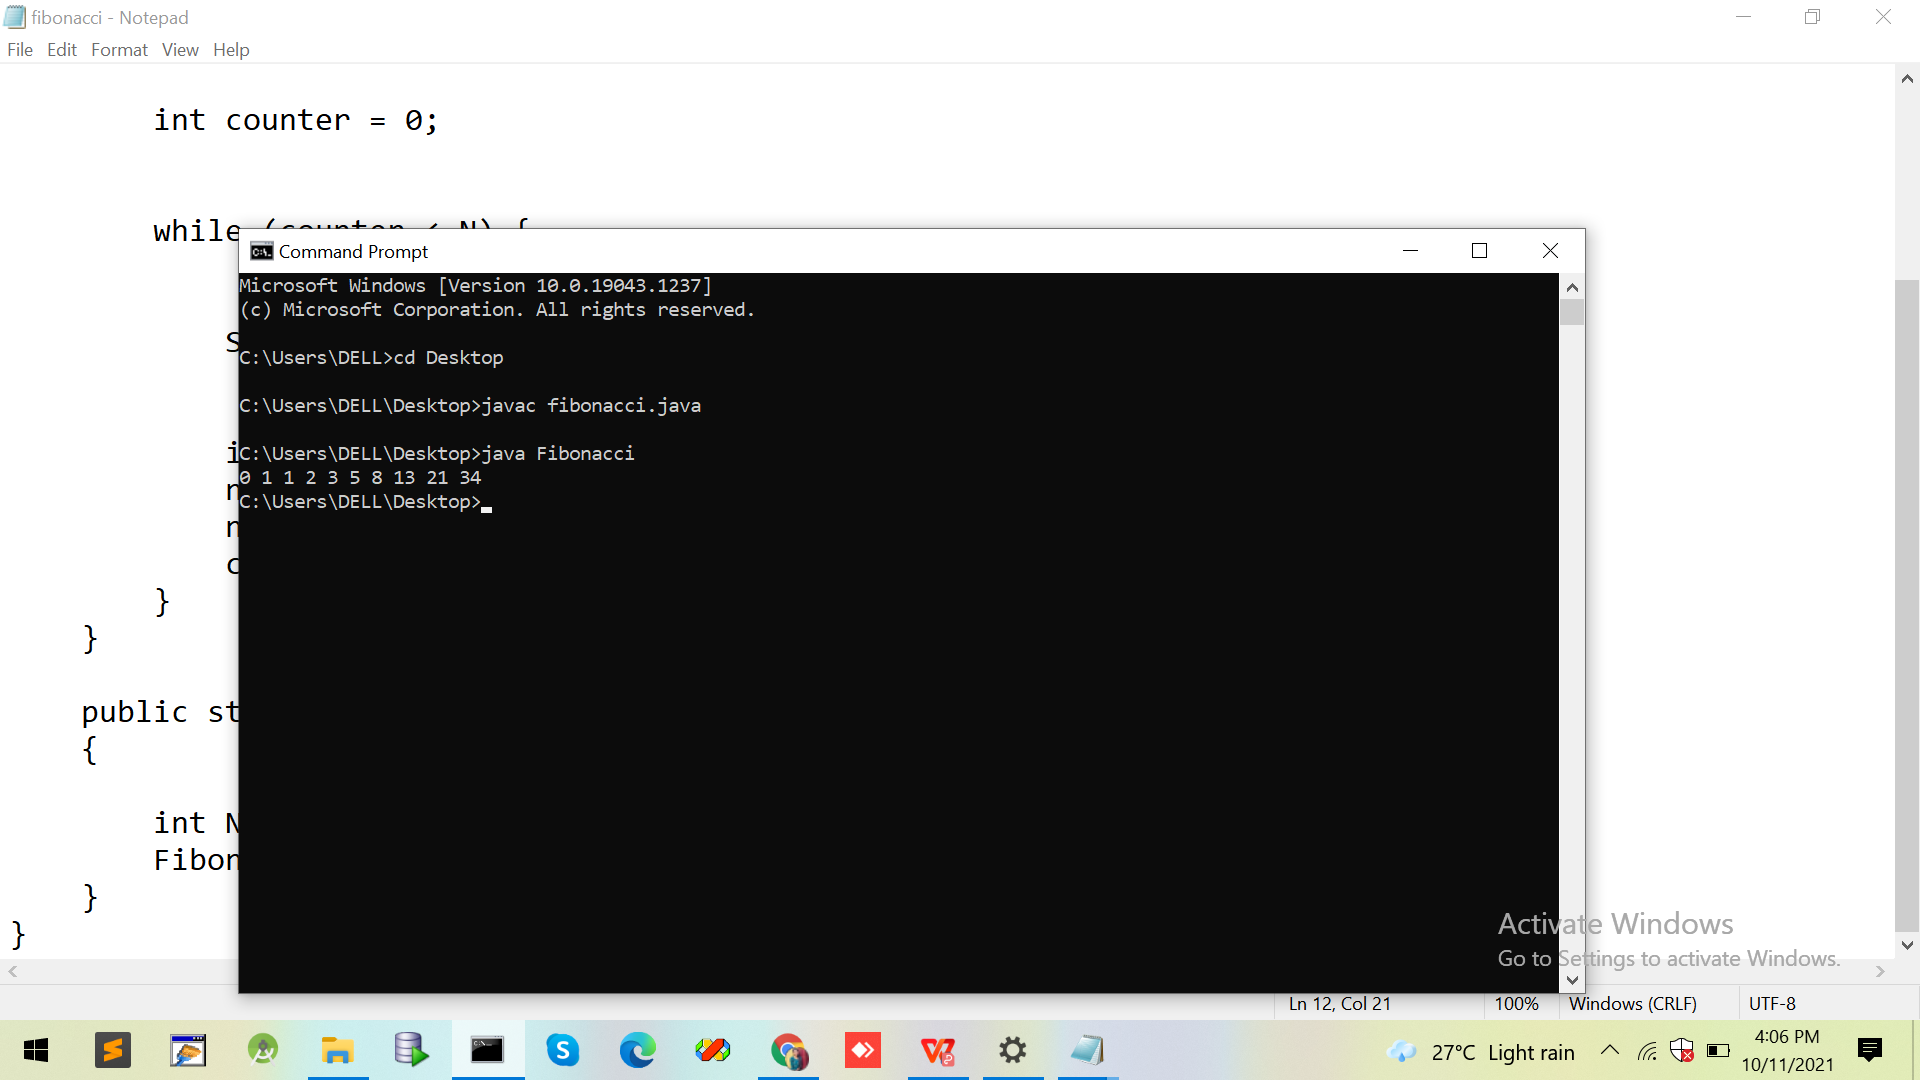 fibonacci - Notepad
File Edit Format View Help
int counter = 0;
while (counter < N) {
}
}
public
{
int N
}
}
Command Prompt
Microsoft Windows [Version 10.0.19043.1237]
(c) Microsoft Corporation. All rights reserved.
C:\Users\DELL>cd Desktop
C:\Users\DELL\Desktop>javac fibonacci.java
C:\Users\DELL\Desktop>java Fibonacci
0 1 1 2 3 5 8 13 21 34
C:\Users\DELL\Desktop>
Activate Windows
Go to Settings to activate Windows.
Ln 12, Col 21 100% Windows (CRLF) UTF-8
27°C Light rain
4:06 PM
10/11/2021